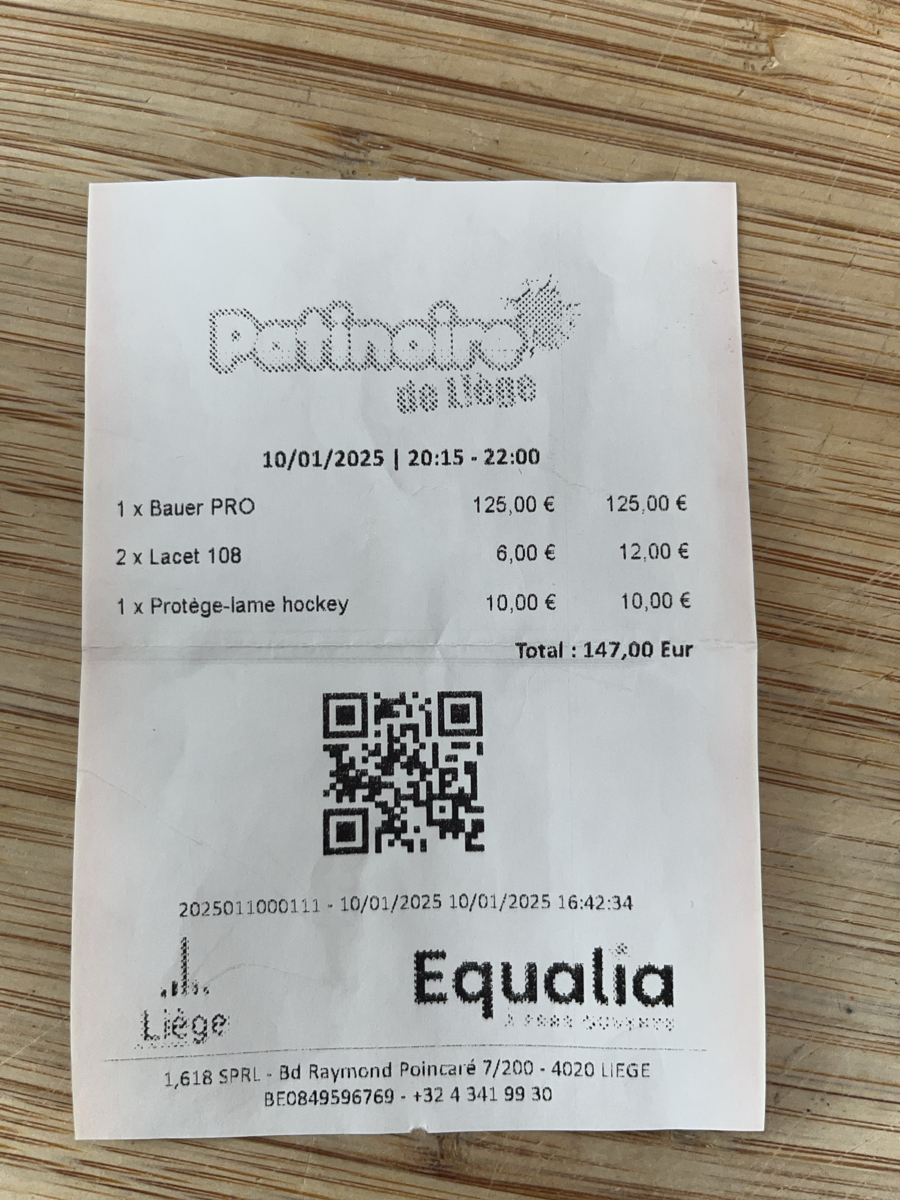 Patinoire
de Liège
10/01/2025 | 20:15 - 22:00
1 x Bauer PRO 125,00 € 125,00 €
2 x Lacet 108 6,00 € 12,00 €
1 x Protège-lame hockey 10,00 € 10,00 €
Total : 147,00 Eur
2025011000111 - 10/01/2025 10/01/2025 16:42:34
Liège
Equalia
1,618 SPRL - Bd Raymond Poincaré 7/200 - 4020 LIEGE
BE0849596769 - +32 4 341 99 30